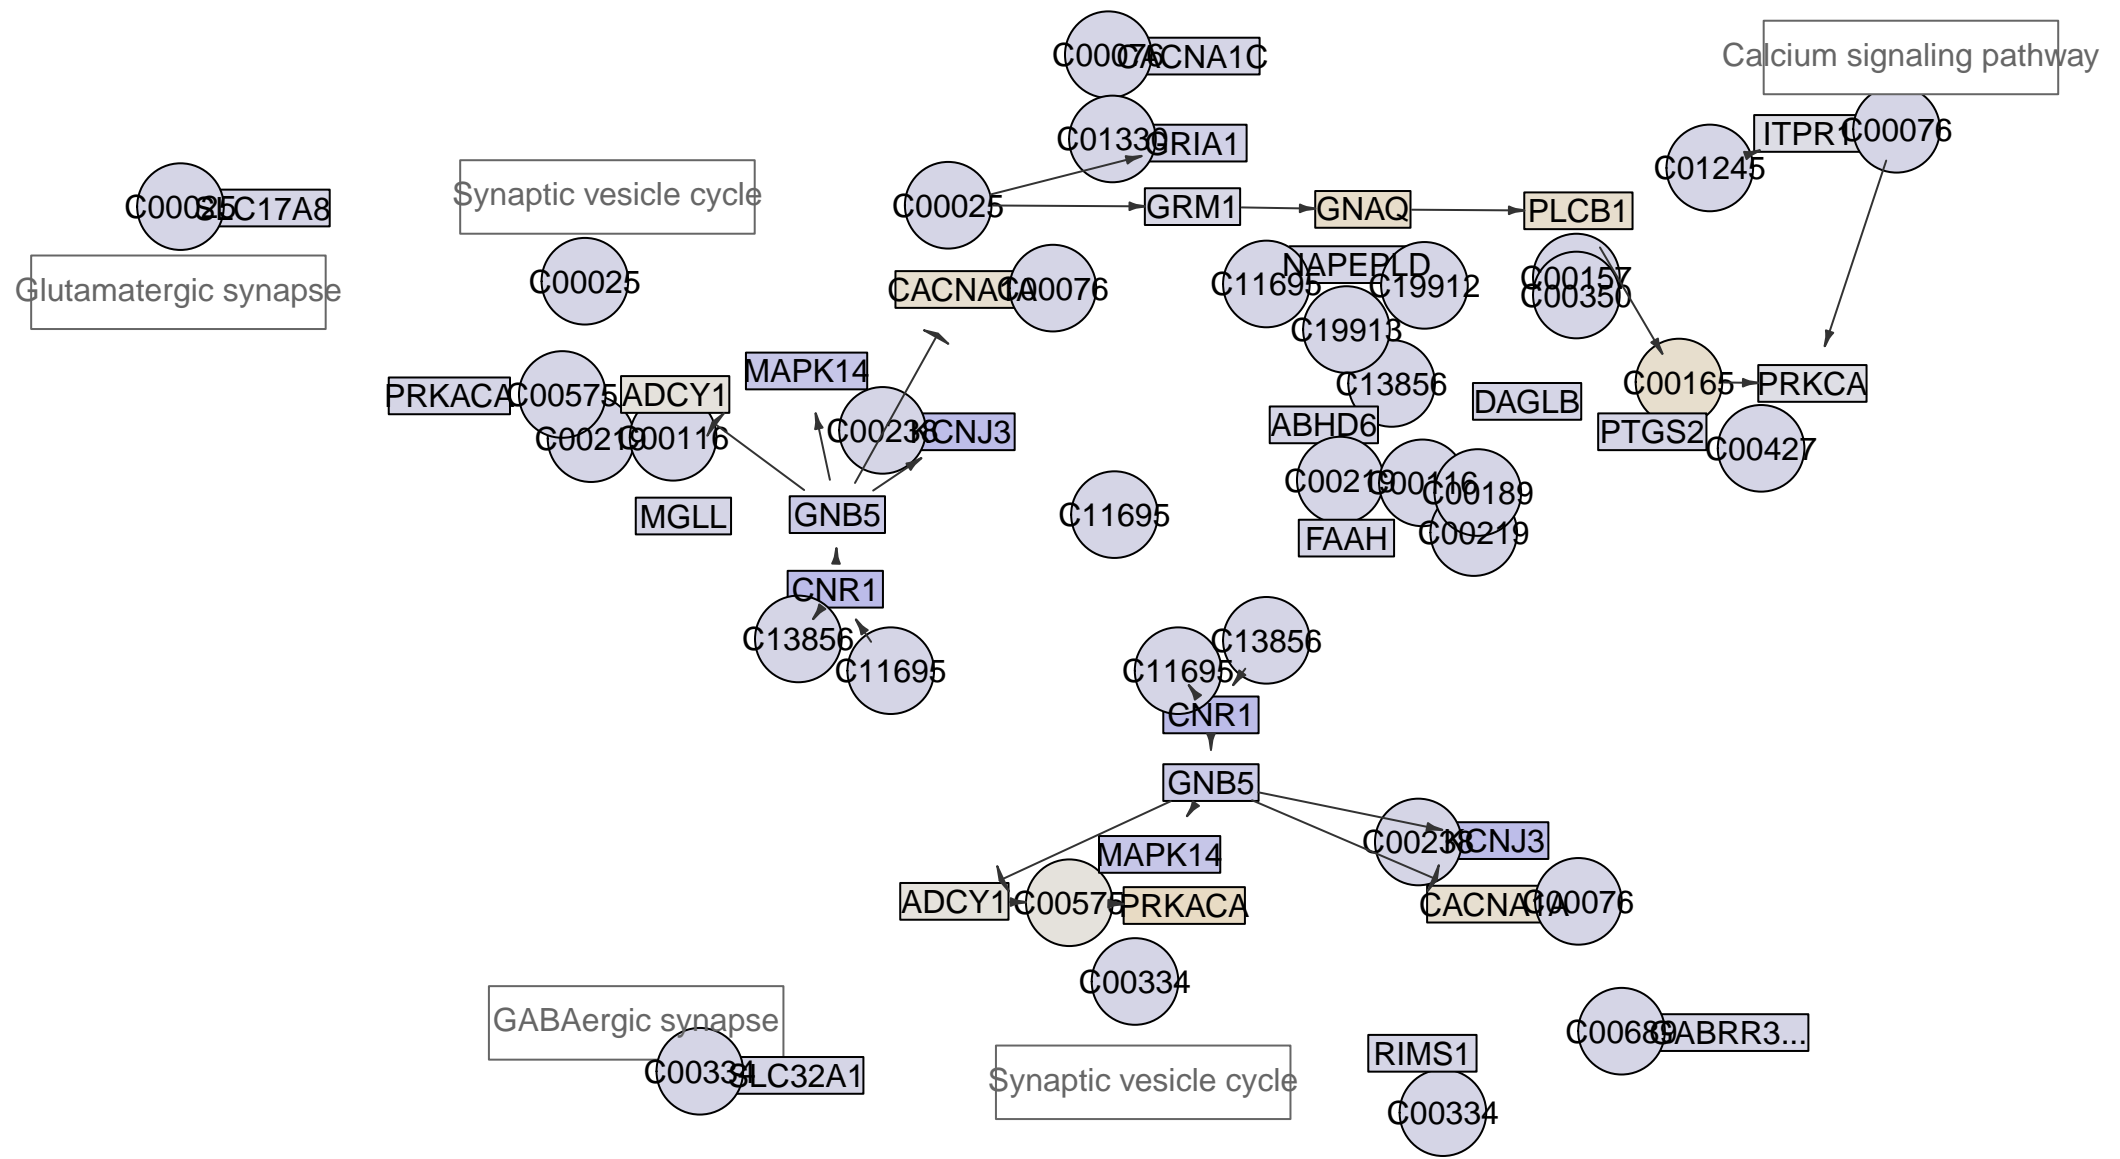 C00076
CACNA1C
Calcium signaling pathway
C01330
GRIA1
ITPR1
C00076
C01245
C00025
SLC17A8
Synaptic vesicle cycle
C00025
GRM1
GNAQ
PLCB1
Glutamatergic synapse
C00025
CACNA1A
C00076
C11695
NAPEPLD
C19912
C00157
C00350
C19913
MAPK14
PRKACA
C00575
ADCY1
C13856
DAGLB
C00165
PRKCA
C00219
C00116
C00238
KCNJ3
ABHD6
PTGS2
C00427
MGLL
GNB5
C11695
C00219
C00116
C00189
FAAH
C00219
CNR1
C13856
C11695
C11695
C13856
CNR1
GNB5
MAPK14
C00238
KCNJ3
ADCY1
C00575
PRKACA
CACNA1A
C00076
C00334
GABAergic synapse
C00334
SLC32A1
Synaptic vesicle cycle
RIMS1
C00334
C00689
GABRR3...